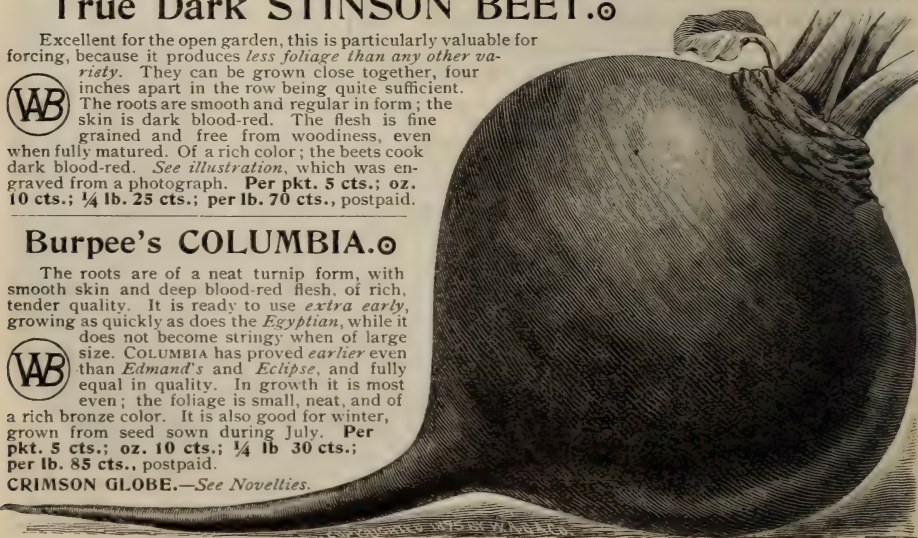 True Dark STINSON BEET.⊙
Excellent for the open garden, this is particularly valuable for
forcing, because it produces less foliage than any other va-
riety. They can be grown close together, four
inches apart in the row being quite sufficient.
The roots are smooth and regular in form; the
skin is dark blood-red. The flesh is fine
grained and free from woodiness, even
when fully matured. Of a rich color; the beets cook
dark blood-red. See illustration, which was en-
graved from a photograph. Per pkt. 5 cts.; oz.
10 cts.; ¼ lb. 25 cts.; per lb. 70 cts., postpaid.
WAB
Burpee's COLUMBIA.⊙
The roots are of a neat turnip form, with
smooth skin and deep blood-red flesh, of rich,
tender quality. It is ready to use extra early,
growing as quickly as does the Egyptian, while it
does not become stringy when of large
size. COLUMBIA has proved earlier even
than Edmand's and Eclipse, and fully
equal in quality. In growth it is most
even; the foliage is small, neat, and of
a rich bronze color. It is also good for winter,
grown from seed sown during July. Per
pkt. 5 cts.; oz. 10 cts.; ¼ lb 30 cts.;
per lb. 85 cts., postpaid.
WAB
CRIMSON GLOBE.—See Novelties.
1895 BY W.A.B.&CO.